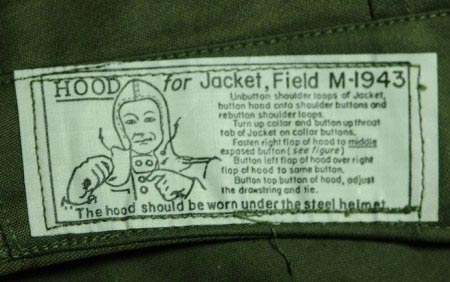 HOOD for Jacket, Field M-1943
Unbutton shoulder loops of Jacket,
button hood onto shoulder buttons and
rebutton shoulder loops.
Turn up collar and button up throat
tab of Jacket on collar buttons.
Fasten right flap of hood to middle
exposed button (see figure)
Button left flap of hood over right
flap of hood to same button.
Button top button of hood, adjust
the drawstring and tie.
"The hood should be worn under the steel helmet